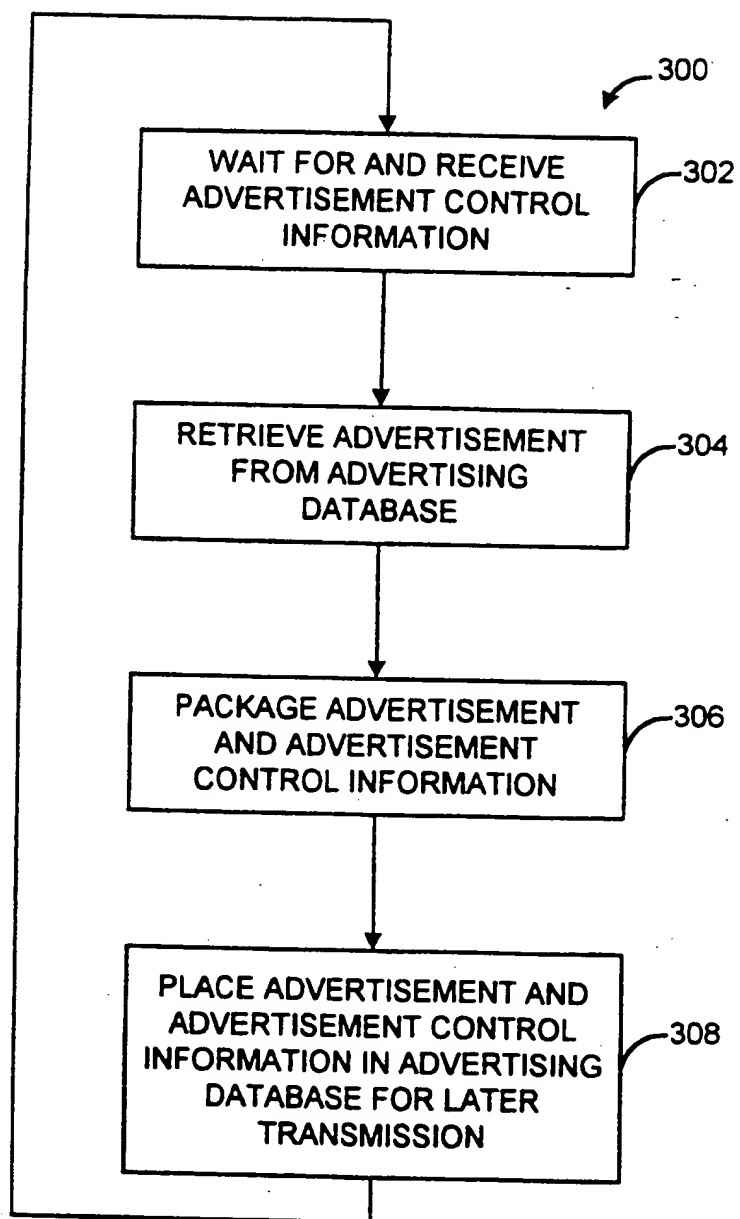 300
WAIT FOR AND RECEIVE
ADVERTISEMENT CONTROL
INFORMATION
302
RETRIEVE ADVERTISEMENT
FROM ADVERTISING
DATABASE
304
PACKAGE ADVERTISEMENT
AND ADVERTISEMENT
CONTROL INFORMATION
306
PLACE ADVERTISEMENT AND
ADVERTISEMENT CONTROL
INFORMATION IN ADVERTISING
DATABASE FOR LATER
TRANSMISSION
308